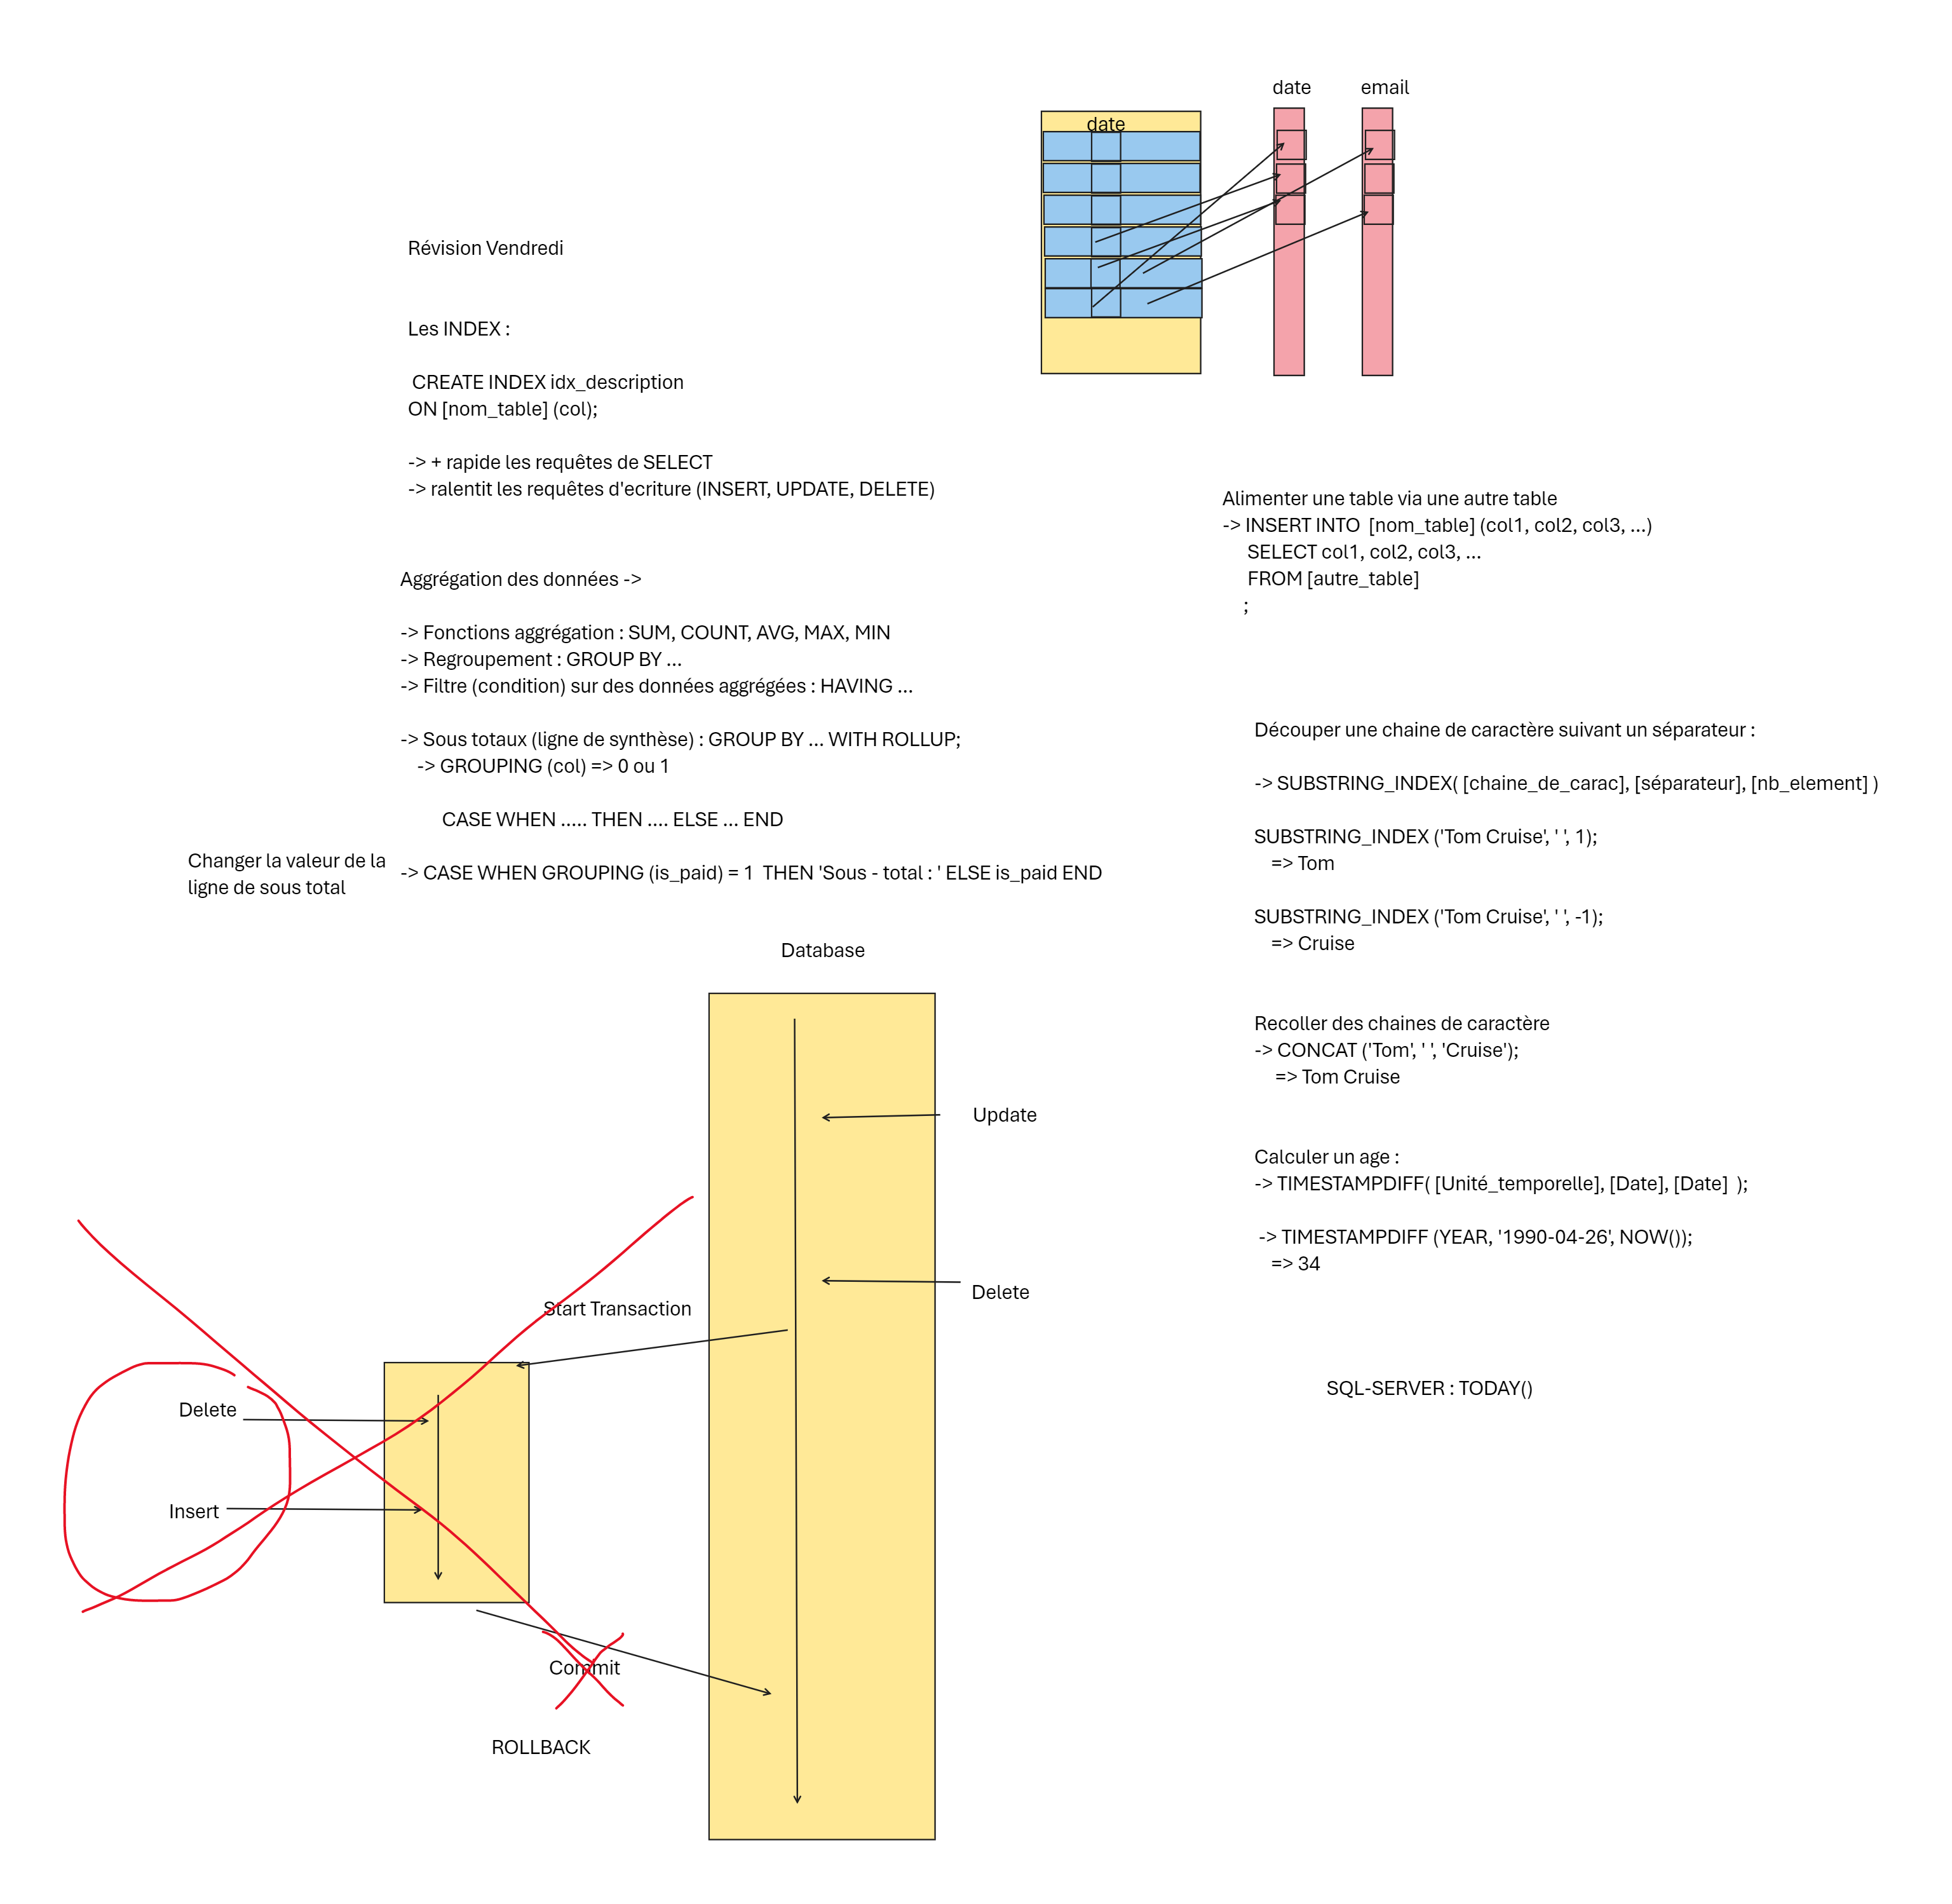 date
email
date
Révision Vendredi
Les INDEX :
CREATE INDEX idx_description
ON [nom_table] (col);
-> + rapide les requêtes de SELECT
-> ralentit les requêtes d'ecriture (INSERT, UPDATE, DELETE)
Aggrégation des données ->
-> Fonctions aggrégation : SUM, COUNT, AVG, MAX, MIN
-> Regroupement : GROUP BY ...
-> Filtre (condition) sur des données aggrégées : HAVING ...
-> Sous totaux (ligne de synthèse) : GROUP BY ... WITH ROLLUP;
-> GROUPING (col) => 0 ou 1
CASE WHEN ..... THEN .... ELSE ... END
Changer la valeur de la
ligne de sous total
-> CASE WHEN GROUPING (is_paid) = 1  THEN 'Sous - total : ' ELSE is_paid END
Alimenter une table via une autre table
-> INSERT INTO  [nom_table] (col1, col2, col3, ...)
SELECT col1, col2, col3, ...
FROM [autre_table]
;
Découper une chaine de caractère suivant un séparateur :
-> SUBSTRING_INDEX( [chaine_de_carac], [séparateur], [nb_element] )
SUBSTRING_INDEX ('Tom Cruise', ' ', 1);
=> Tom
SUBSTRING_INDEX ('Tom Cruise', ' ', -1);
=> Cruise
Recoller des chaines de caractère
-> CONCAT ('Tom', ' ', 'Cruise');
=> Tom Cruise
Calculer un age :
-> TIMESTAMPDIFF( [Unité_temporelle], [Date], [Date]  );
-> TIMESTAMPDIFF (YEAR, '1990-04-26', NOW());
=> 34
SQL-SERVER : TODAY()
Database
Update
Delete
Start Transaction
Delete
Insert
Commit
ROLLBACK